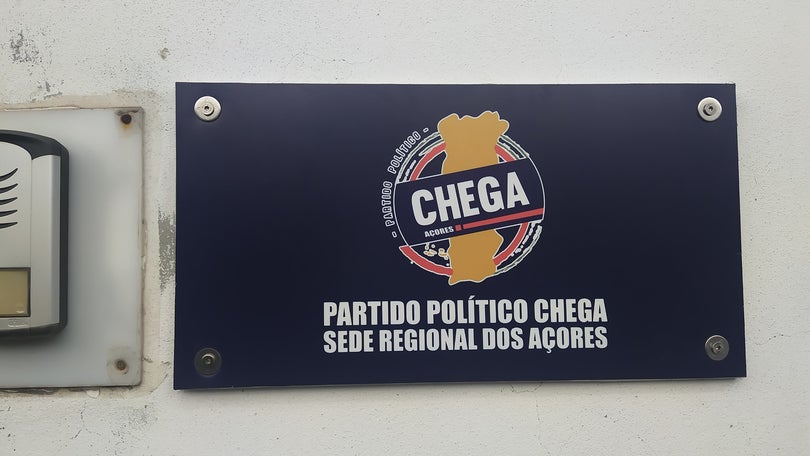 - PARTIDO POLÍTICO -
CHEGA
AÇORES
PARTIDO POLÍTICO CHEGA
SEDE REGIONAL DOS AÇORES